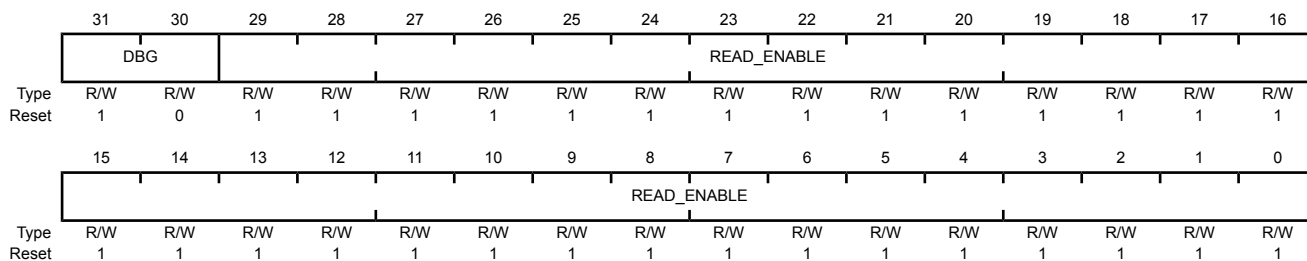 31 30 29 28 27 26 25 24 23 22 21 20 19 18 17 16
DBG READ_ENABLE
Type R/W R/W R/W R/W R/W R/W R/W R/W R/W R/W R/W R/W R/W R/W R/W R/W
Reset 1 0 1 1 1 1 1 1 1 1 1 1 1 1 1 1
15 14 13 12 11 10 9 8 7 6 5 4 3 2 1 0
READ_ENABLE
Type R/W R/W R/W R/W R/W R/W R/W R/W R/W R/W R/W R/W R/W R/W R/W R/W
Reset 1 1 1 1 1 1 1 1 1 1 1 1 1 1 1 1